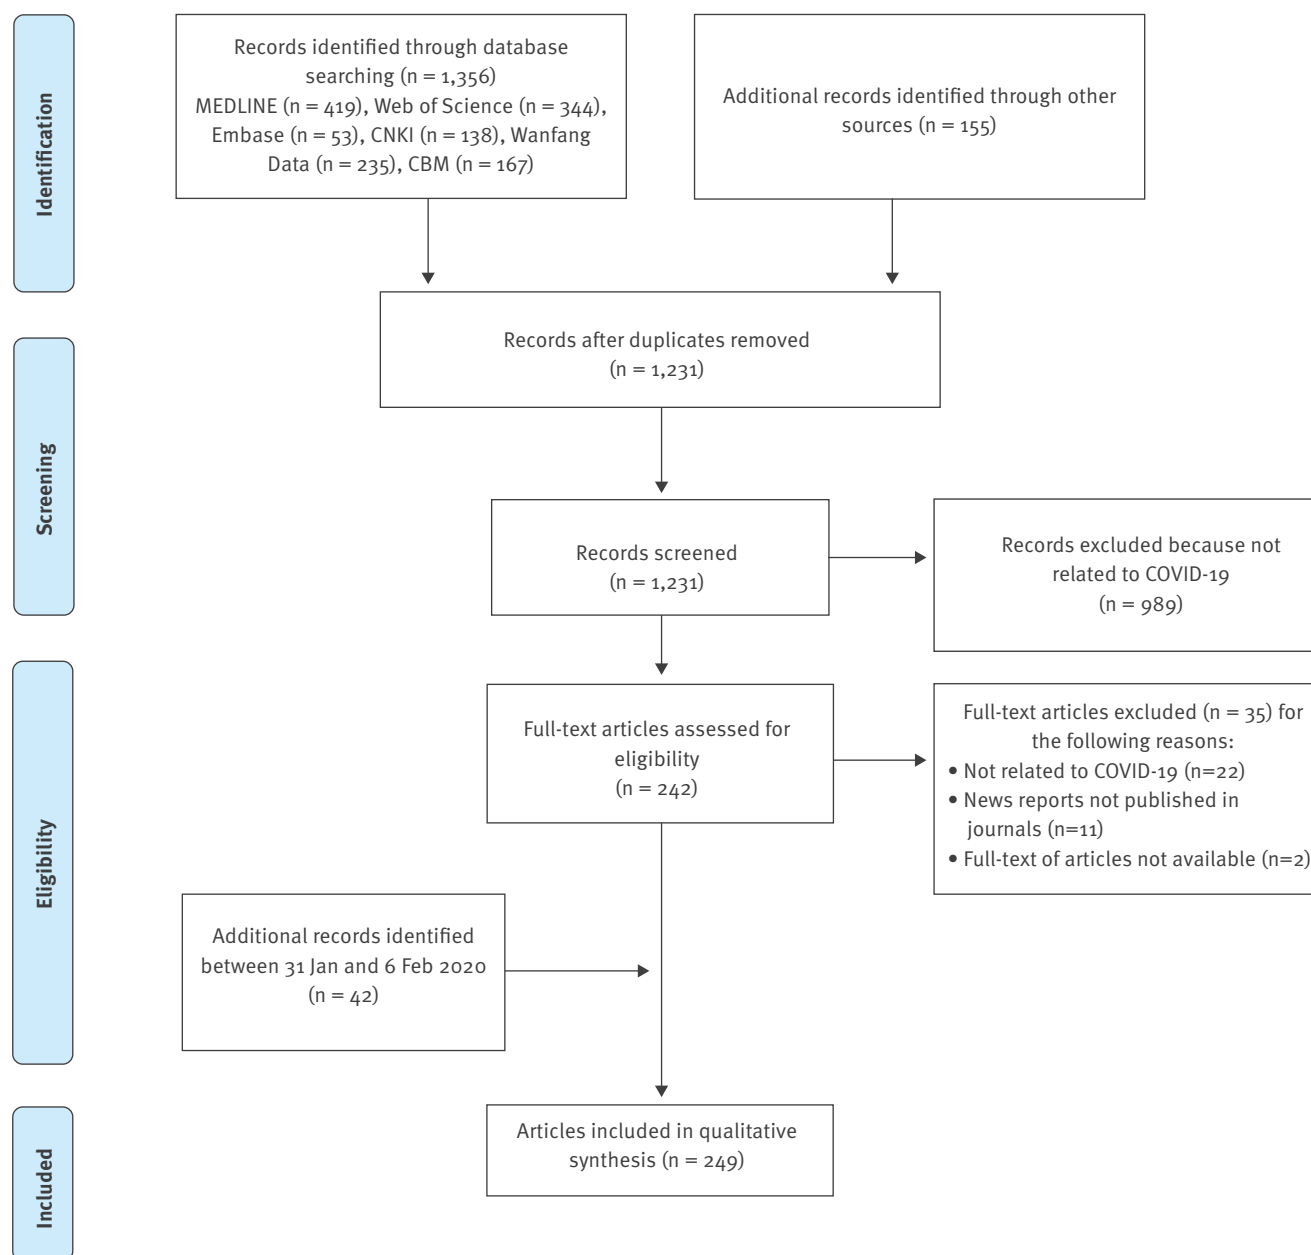 Identification
Records identified through database
searching (n = 1,356)
MEDLINE (n = 419), Web of Science (n = 344),
Embase (n = 53), CNKI (n = 138), Wanfang
Data (n = 235), CBM (n = 167)
Additional records identified through other
sources (n = 155)
Records after duplicates removed
(n = 1,231)
Screening
Records screened
(n = 1,231)
Records excluded because not
related to COVID-19
(n = 989)
Eligibility
Full-text articles assessed for
eligibility
(n = 242)
Full-text articles excluded (n = 35) for
the following reasons:
• Not related to COVID-19 (n=22)
• News reports not published in
journals (n=11)
• Full-text of articles not available (n=2)
Additional records identified
between 31 Jan and 6 Feb 2020
(n = 42)
Included
Articles included in qualitative
synthesis (n = 249)